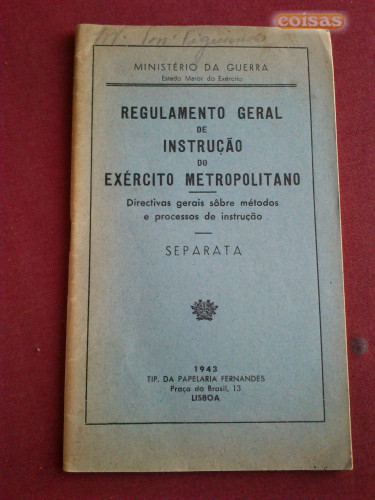 coisas
MINISTÉRIO DA GUERRA
Estado Maior do Exército
REGULAMENTO GERAL
DE
INSTRUÇÃO
DO
EXÉRCITO METROPOLITANO
Directivas gerais sôbre métodos
e processos de instrução
SEPARATA
1943
TIP. DA PAPELARIA FERNANDES
Praça do Brasil, 13
LISBOA